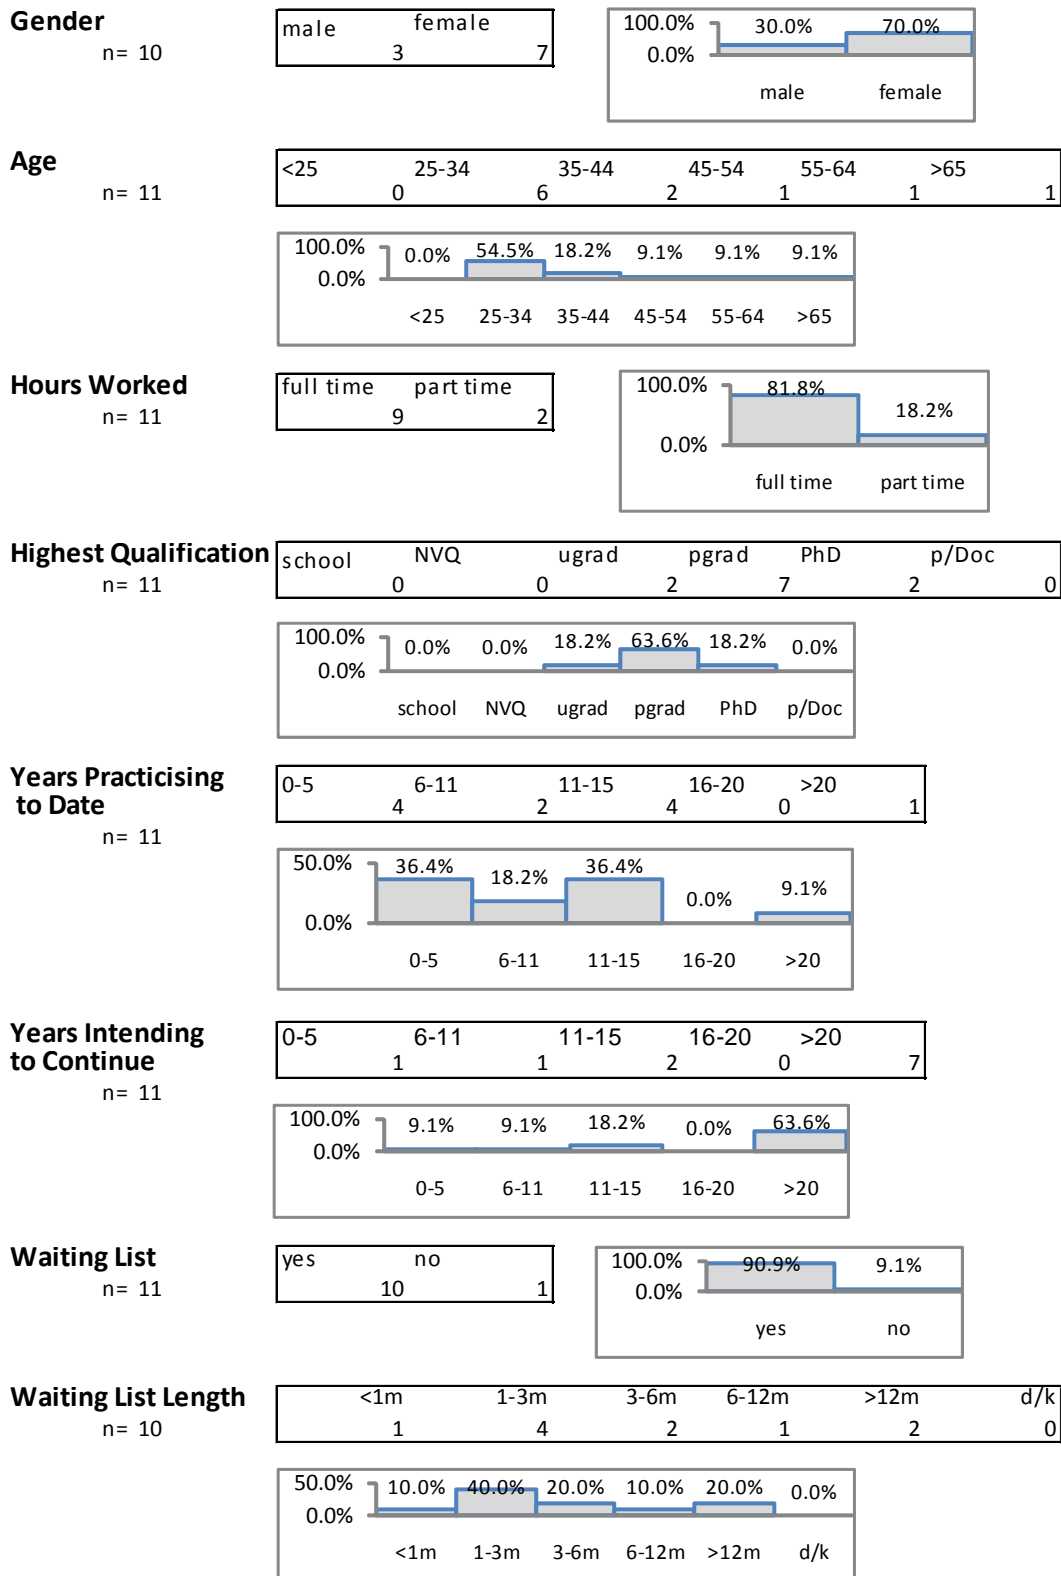 Gender
n= 10
male female
3 7
100.0%
0.0%
30.0% 70.0%
male female
Age
n= 11
<25 25-34 35-44 45-54 55-64 >65
0 6 2 1 1 1
100.0%
0.0%
0.0% 54.5% 18.2% 9.1% 9.1% 9.1%
<25 25-34 35-44 45-54 55-64 >65
Hours Worked
n= 11
full time part time
9 2
100.0%
0.0%
81.8% 18.2%
full time part time
Highest Qualification
n= 11
school NVQ ugrad pgrad PhD p/Doc
0 0 2 7 2 0
100.0%
0.0%
0.0% 0.0% 18.2% 63.6% 18.2% 0.0%
school NVQ ugrad pgrad PhD p/Doc
Years Practicising
to Date
n= 11
0-5 6-11 11-15 16-20 >20
4 2 4 0 1
50.0%
0.0%
36.4% 18.2% 36.4% 0.0% 9.1%
0-5 6-11 11-15 16-20 >20
Years Intending
to Continue
n= 11
0-5 6-11 11-15 16-20 >20
1 1 2 0 7
100.0%
0.0%
9.1% 9.1% 18.2% 0.0% 63.6%
0-5 6-11 11-15 16-20 >20
Waiting List
n= 11
yes no
10 1
100.0%
0.0%
90.9% 9.1%
yes no
Waiting List Length
n= 10
<1m 1-3m 3-6m 6-12m >12m d/k
1 4 2 1 2 0
50.0%
0.0%
10.0% 40.0% 20.0% 10.0% 20.0% 0.0%
<1m 1-3m 3-6m 6-12m >12m d/k